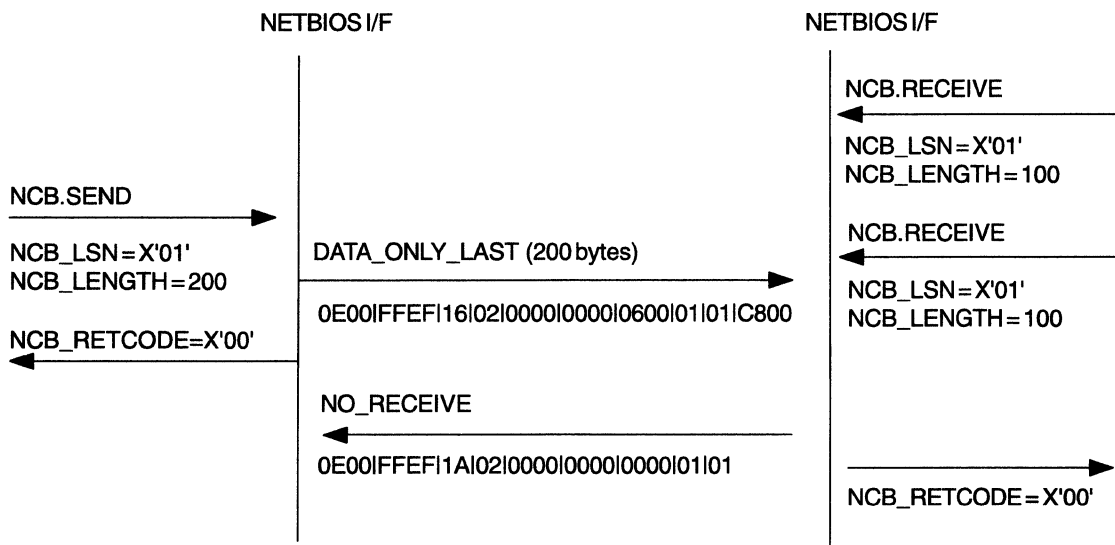 NETBIOS I/F
NETBIOS I/F
NCB.RECEIVE
NCB_LSN=X'01'
NCB_LENGTH=100
NCB.SEND
NCB_LSN=X'01'
NCB_LENGTH=200
NCB.RECEIVE
NCB_LSN=X'01'
NCB_LENGTH=100
DATA_ONLY_LAST (200 bytes)
0E00|FFEF|16|02|0000|0000|0600|01|01|C800
NCB_RETCODE=X'00'
NO_RECEIVE
0E00|FFEF|1A|02|0000|0000|0000|01|01
NCB_RETCODE=X'00'